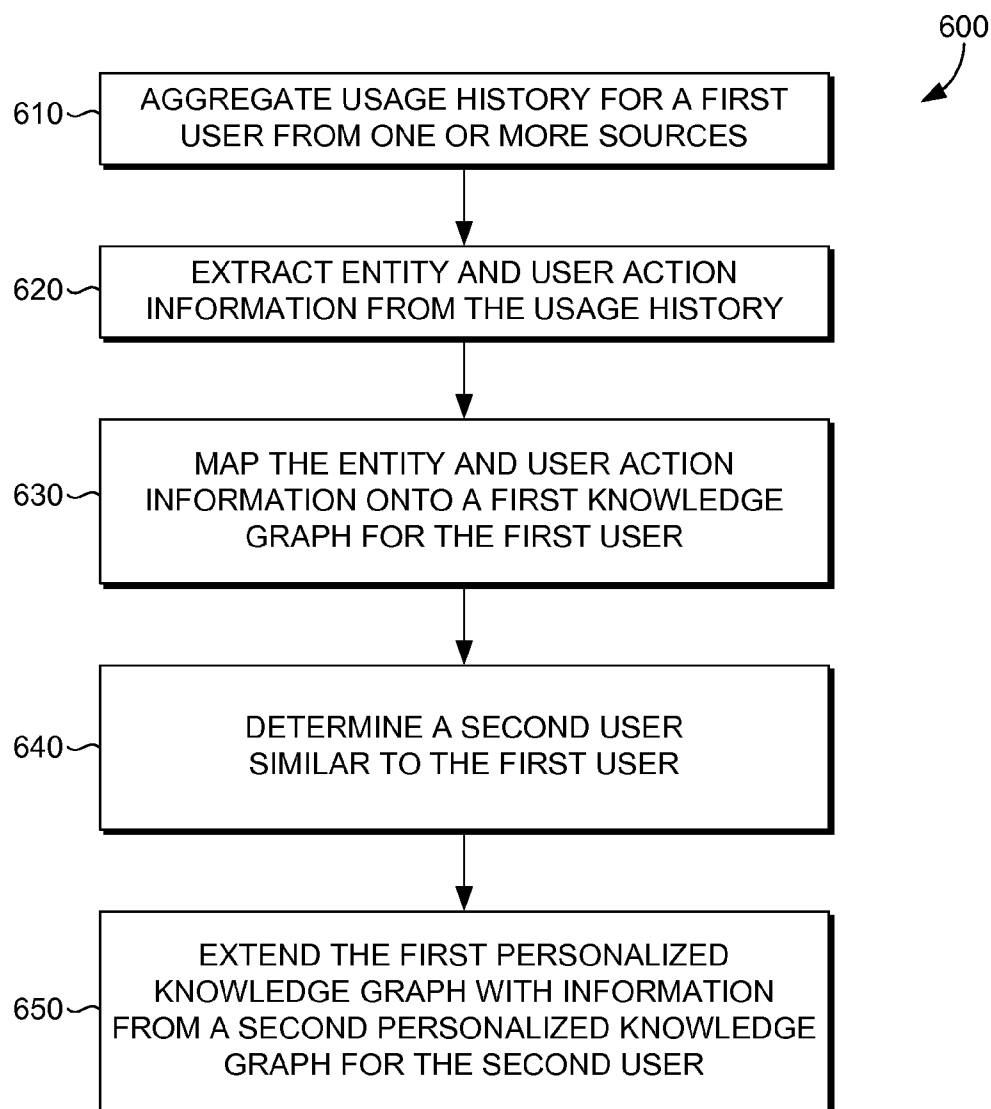 600
610
AGGREGATE USAGE HISTORY FOR A FIRST
USER FROM ONE OR MORE SOURCES
620
EXTRACT ENTITY AND USER ACTION
INFORMATION FROM THE USAGE HISTORY
630
MAP THE ENTITY AND USER ACTION
INFORMATION ONTO A FIRST KNOWLEDGE
GRAPH FOR THE FIRST USER
640
DETERMINE A SECOND USER
SIMILAR TO THE FIRST USER
650
EXTEND THE FIRST PERSONALIZED
KNOWLEDGE GRAPH WITH INFORMATION
FROM A SECOND PERSONALIZED KNOWLEDGE
GRAPH FOR THE SECOND USER